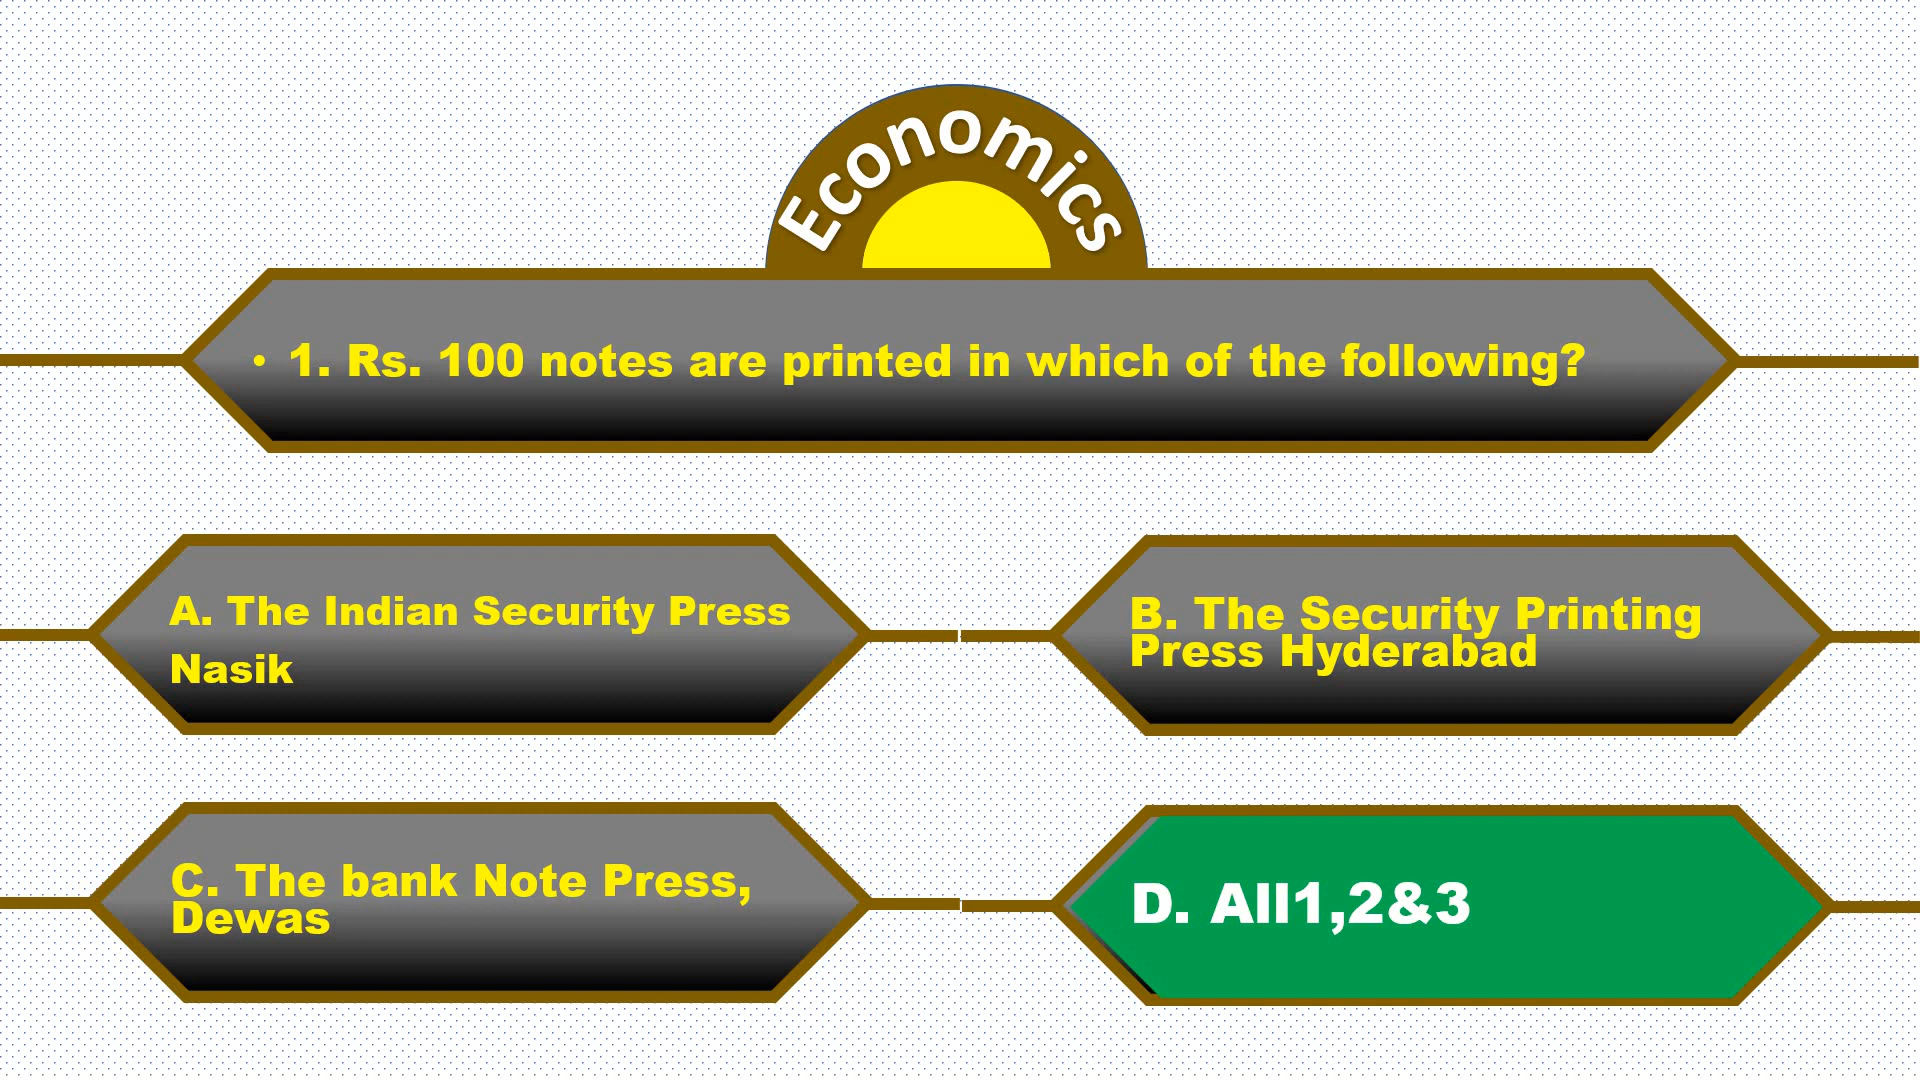 Economics
• 1. Rs. 100 notes are printed in which of the following?
A. The Indian Security Press
Nasik
B. The Security Printing
Press Hyderabad
C. The bank Note Press,
Dewas
D. All1,2&3